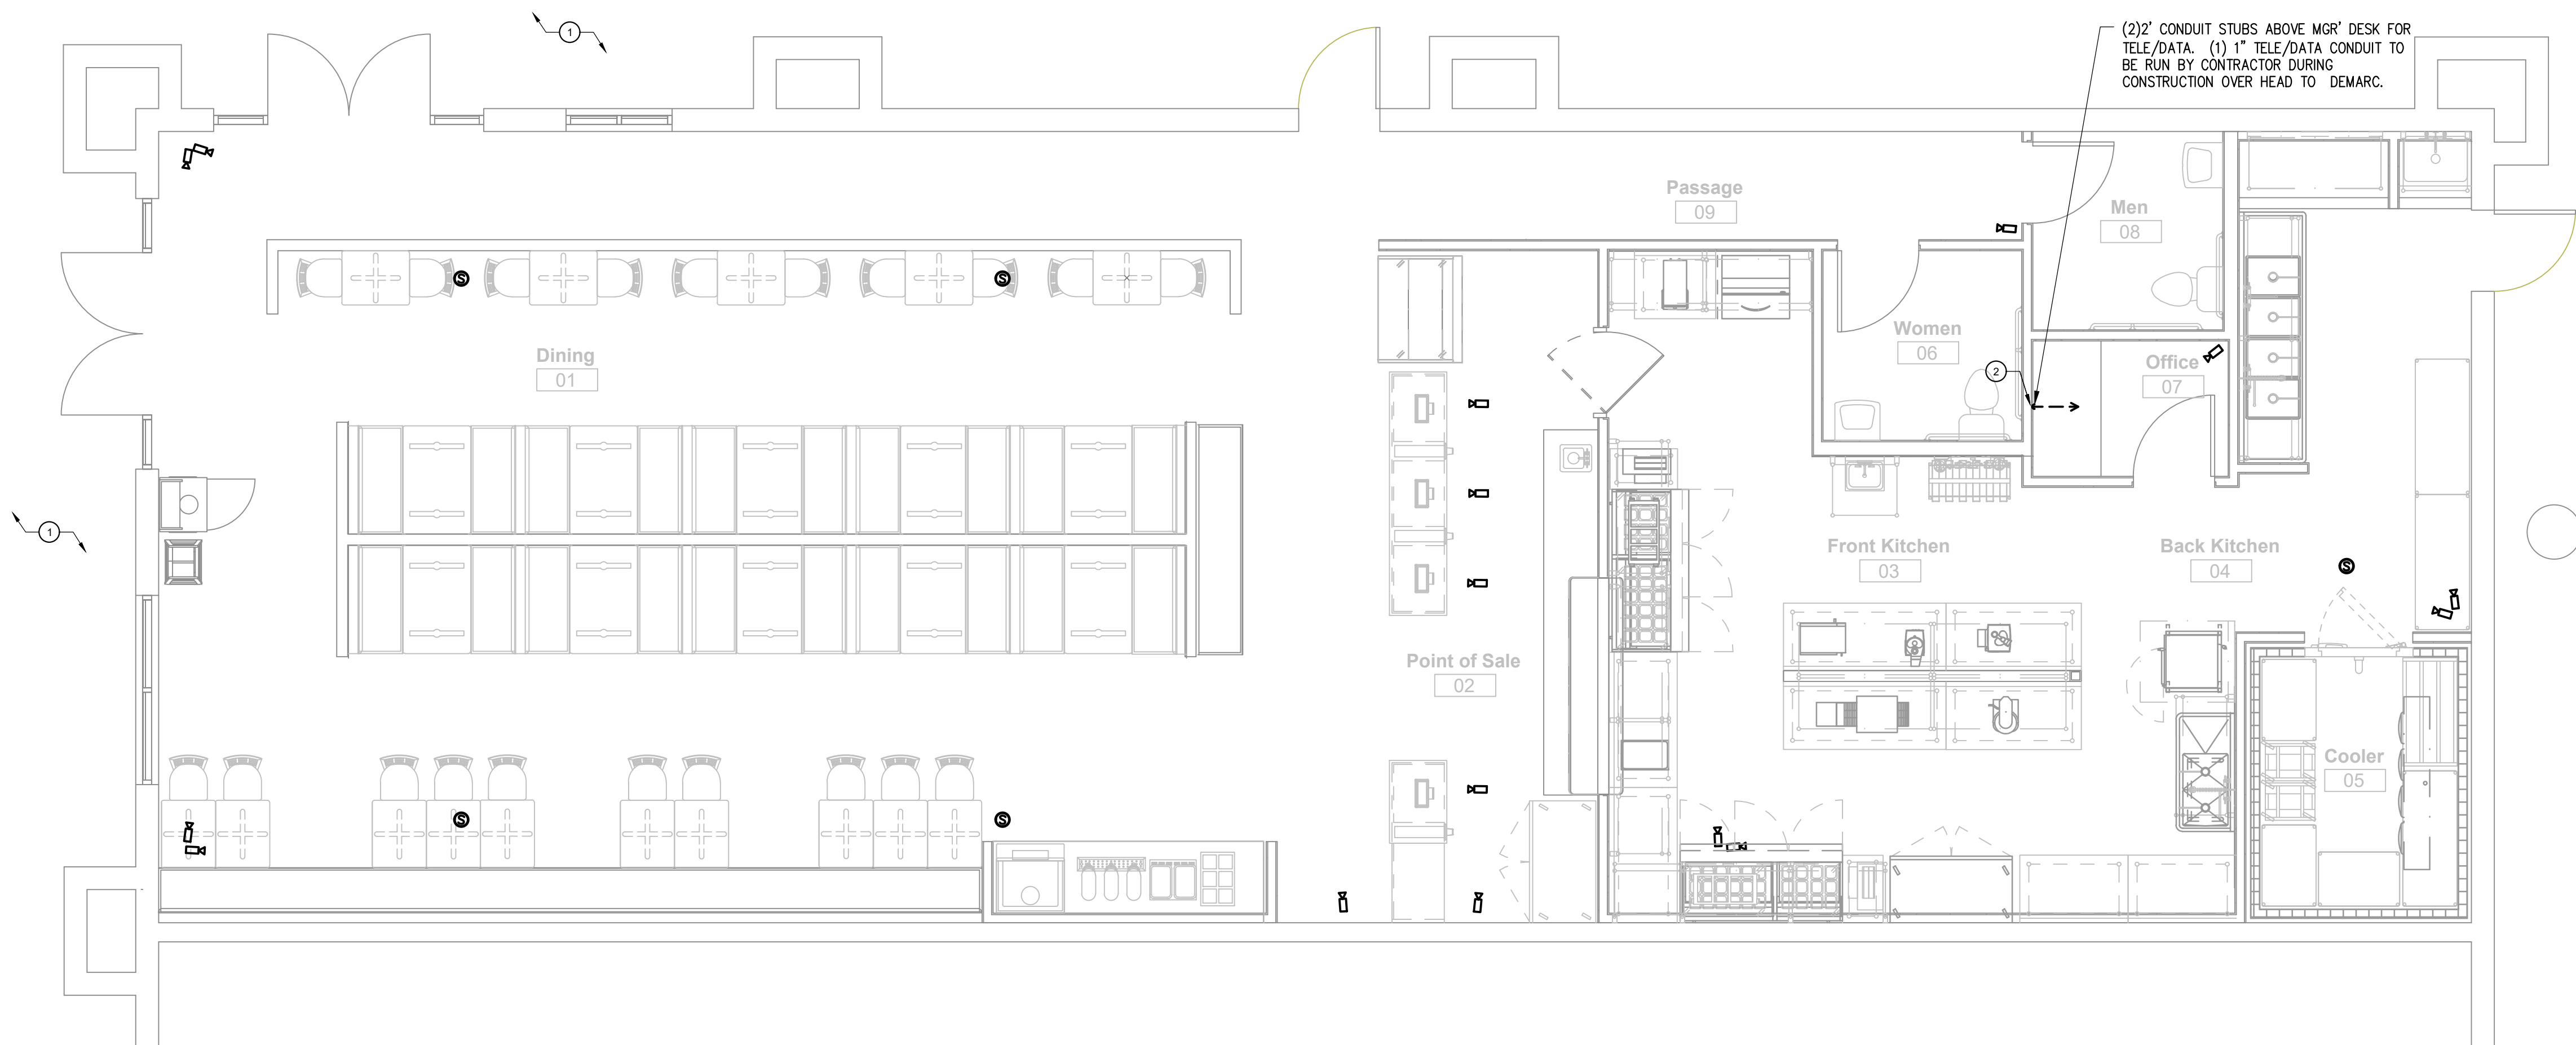 1
(2)2' CONDUIT STUBS ABOVE MGR' DESK FOR
TELE/DATA. (1) 1" TELE/DATA CONDUIT TO
BE RUN BY CONTRACTOR DURING
CONSTRUCTION OVER HEAD TO DEMARC.
Passage
09
Men
08
S
S
Women
06
Dining
01
2
Office
07
1
Front Kitchen
03
Back Kitchen
04
S
Point of Sale
02
Cooler
05
S
S